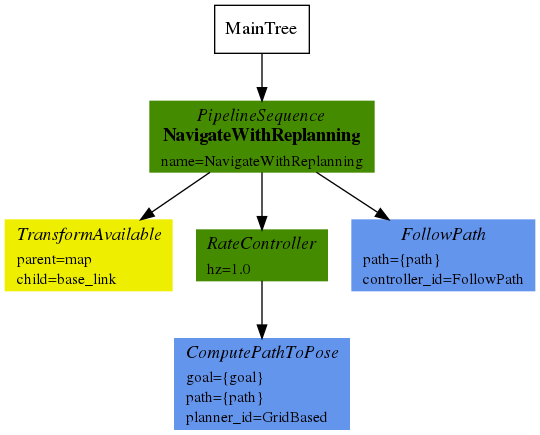 MainTree
PipelineSequence
NavigateWithReplanning
name=NavigateWithReplanning
TransformAvailable
parent=map
child=base_link
RateController
hz=1.0
FollowPath
path={path}
controller_id=FollowPath
ComputePathToPose
goal={goal}
path={path}
planner_id=GridBased